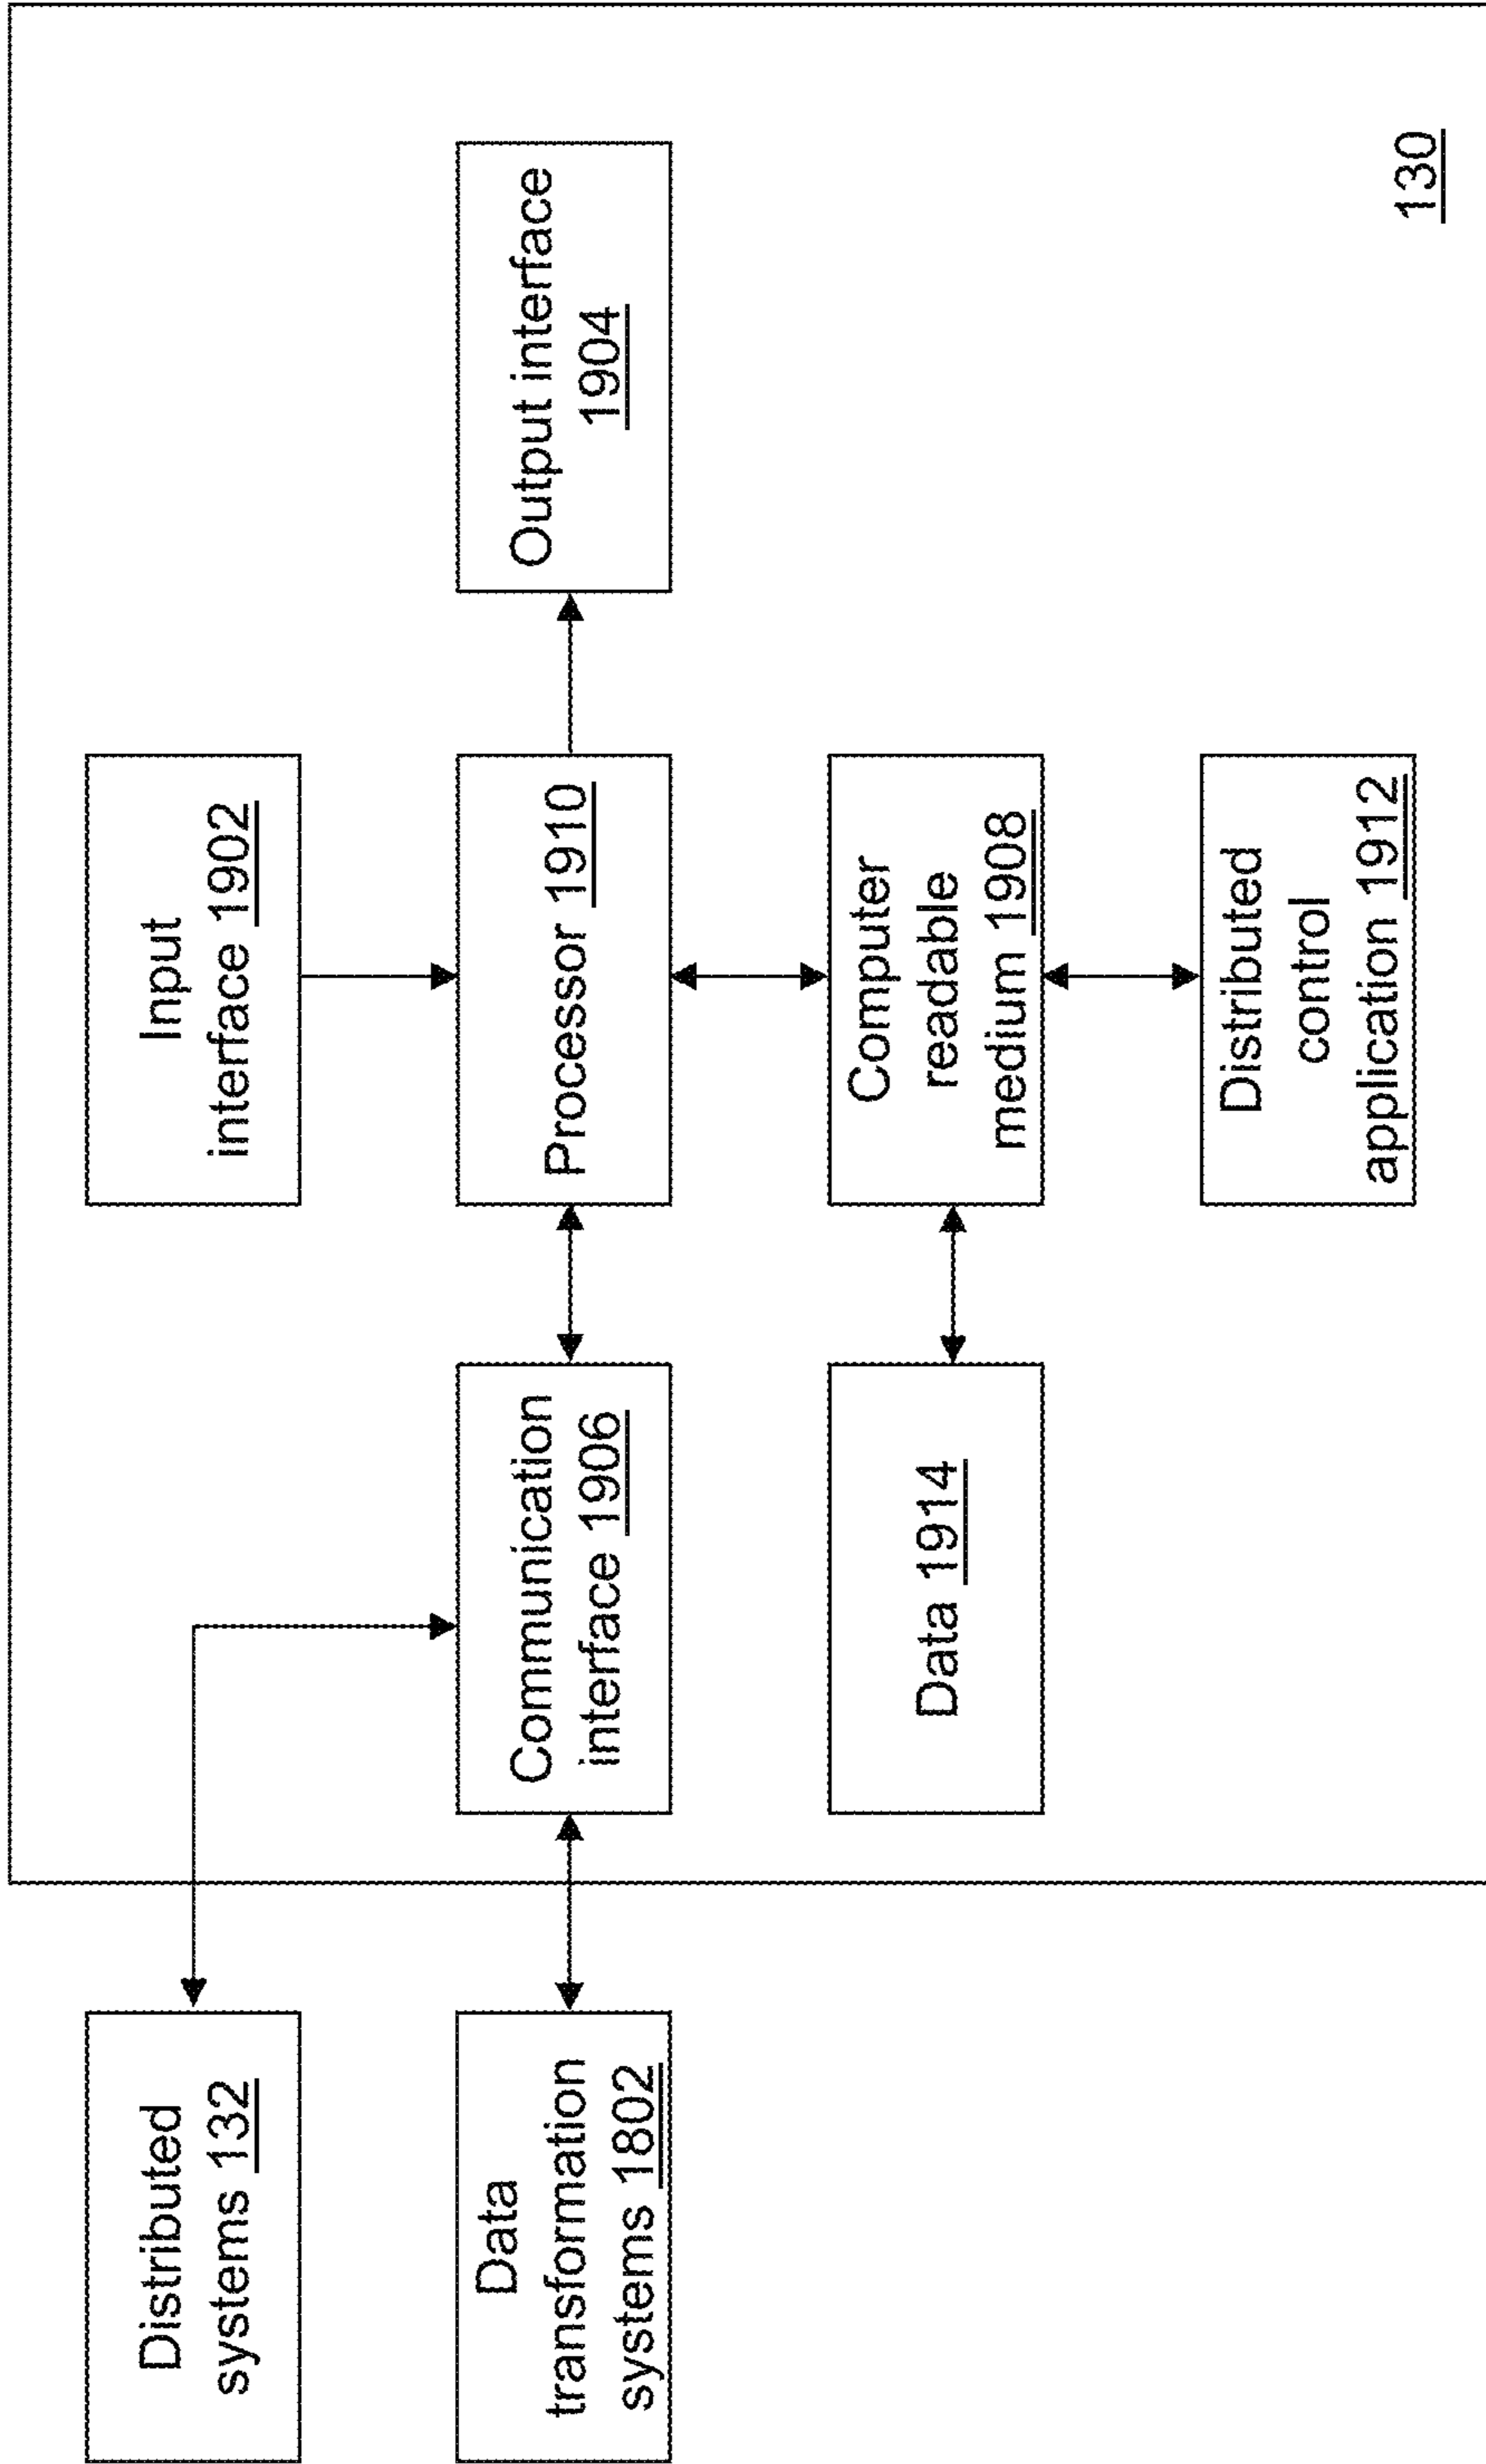 Distributed
systems 132
Data
transformation
systems 1802
Input
interface 1902
Communication
interface 1906
Processor 1910
Output interface
1904
Data 1914
Computer
readable
medium 1908
Distributed
control
application 1912
130